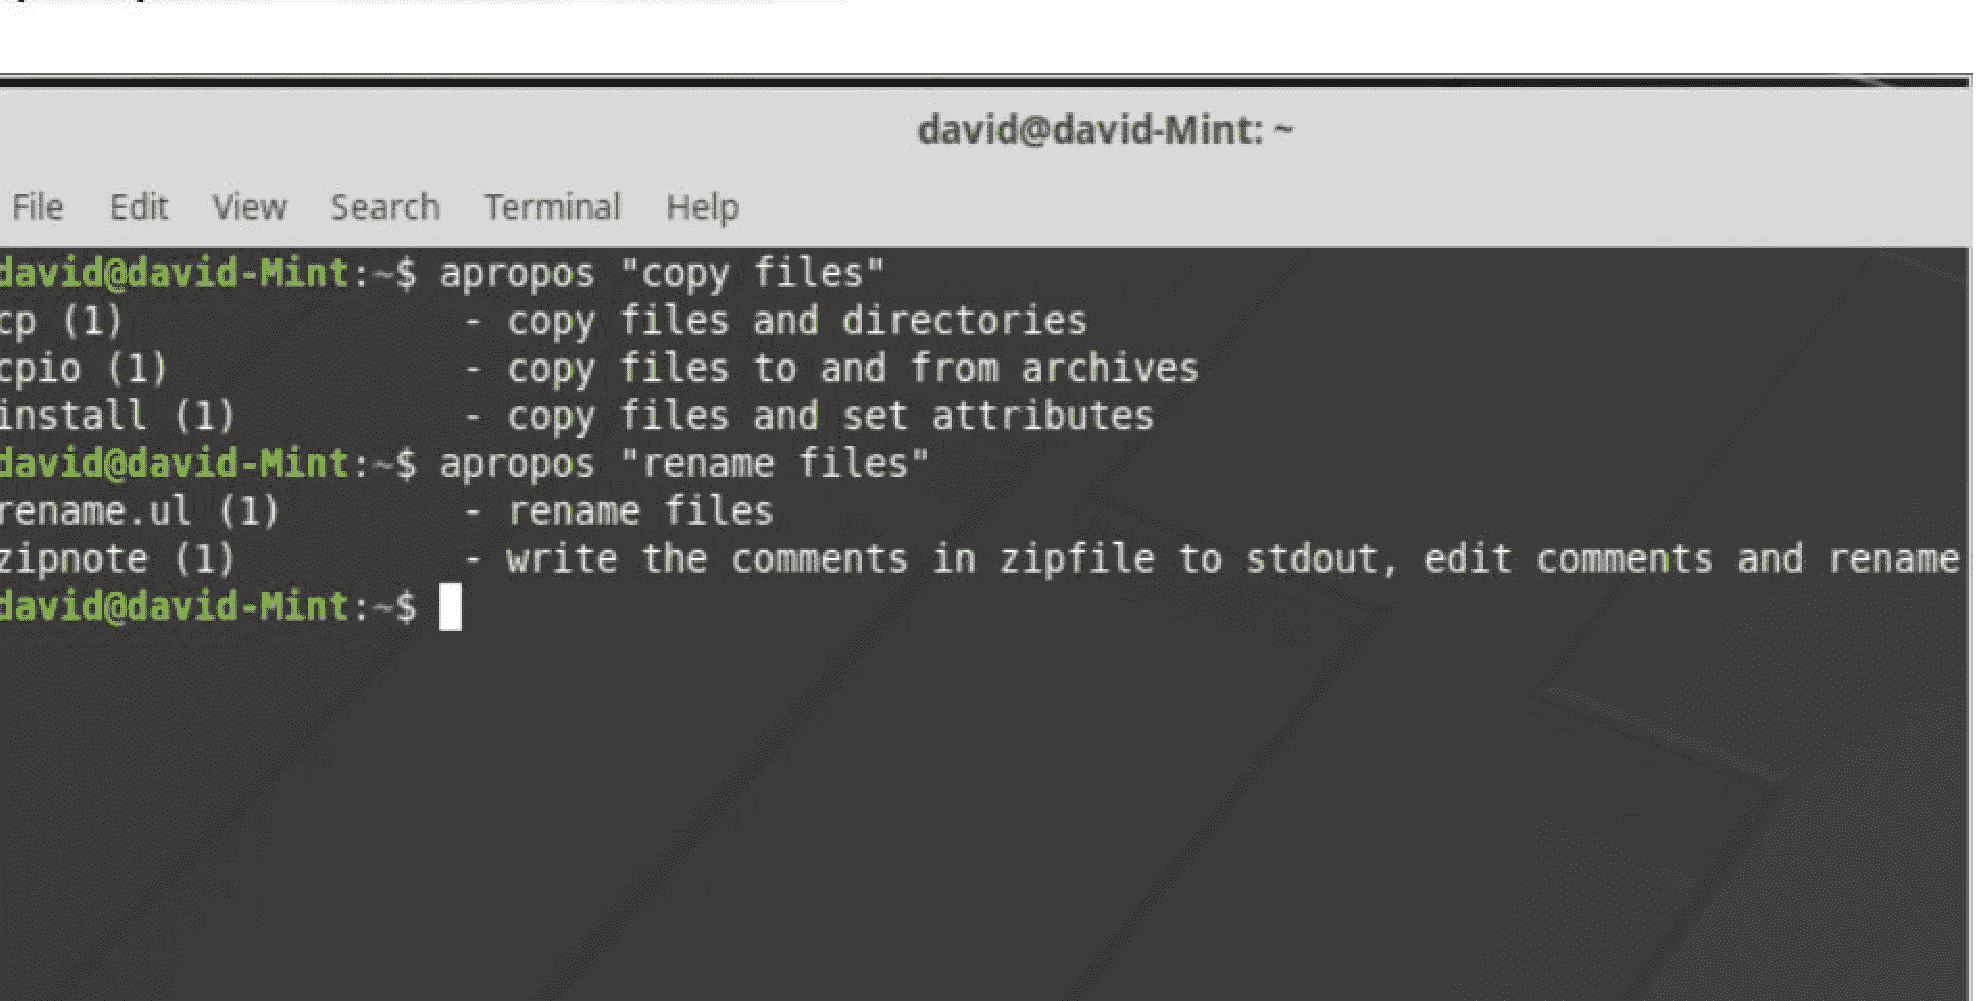 david@david-Mint: ~
File Edit View Search Terminal Help
david@david-Mint:~$ apropos "copy files"
cp (1) - copy files and directories
cpio (1) - copy files to and from archives
install (1) - copy files and set attributes
david@david-Mint:~$ apropos "rename files"
rename.ul (1) - rename files
zipnote (1) - write the comments in zipfile to stdout, edit comments and rename
david@david-Mint:~$